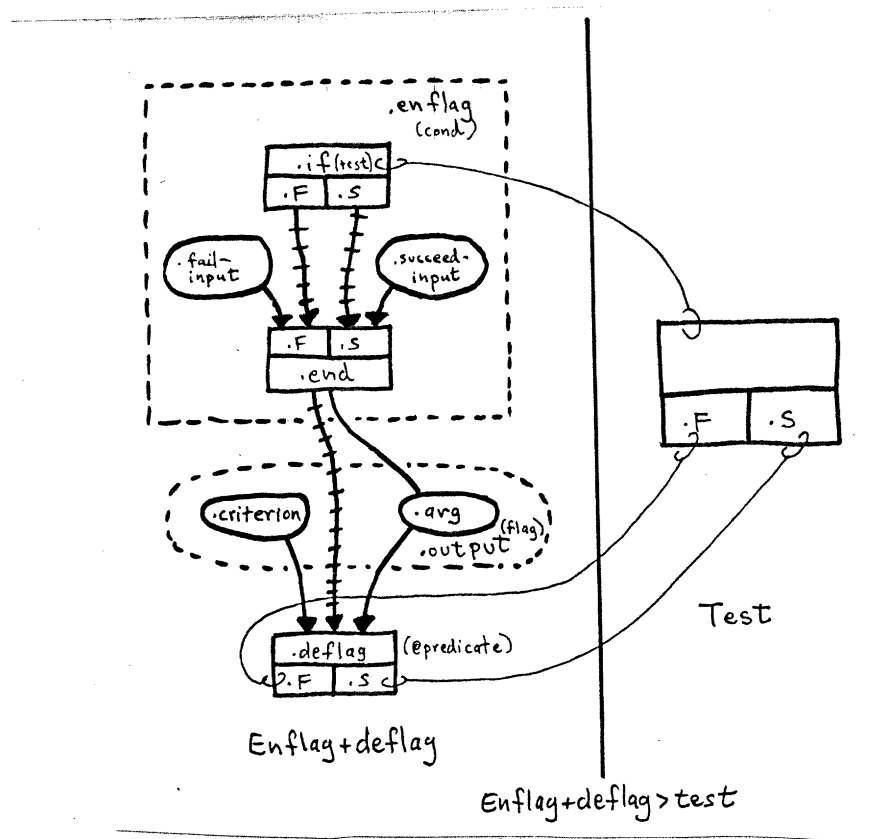 .enflag
(cond)
.if(test)
.F .S
.fail-
input
.succeed-
input
.F .S
.end
.F .S
.criterion
.arg
(flag)
.output
Test
.deflag
(@predicate)
.F .S
Enflag+deflag
Enflag+deflag>test